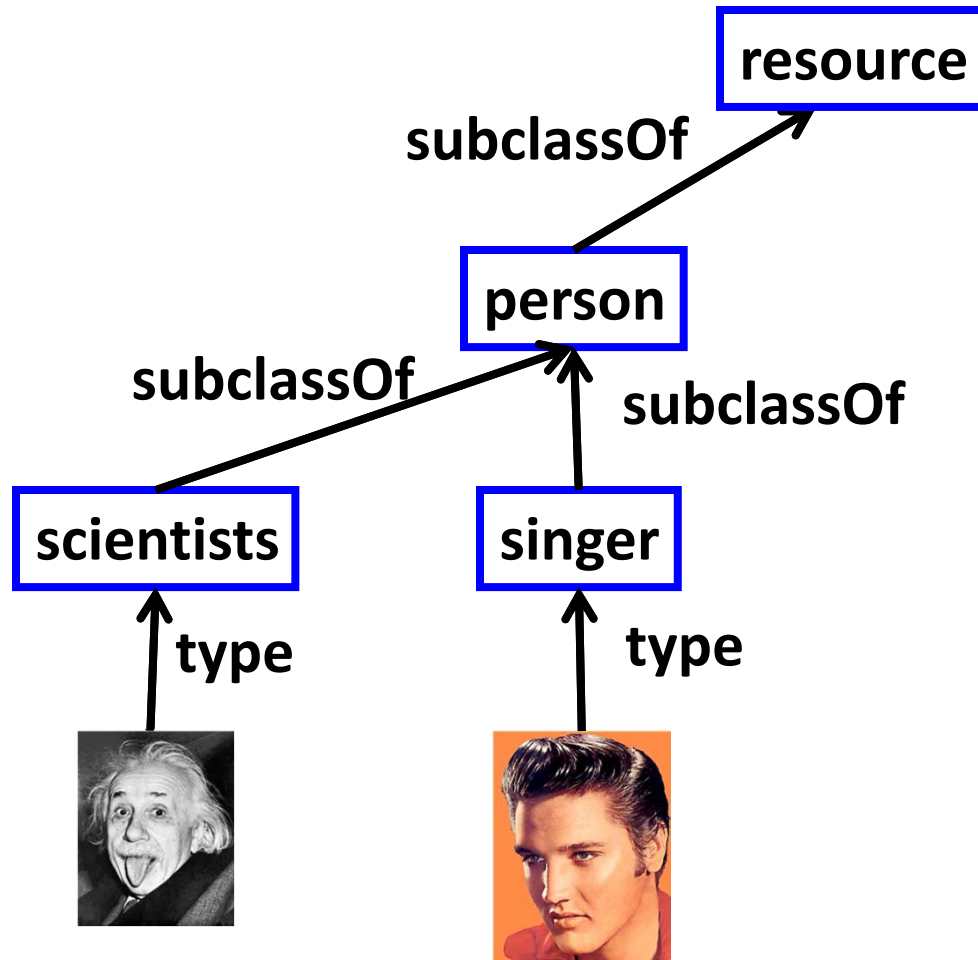 resource
subclassOf
person
subclassOf
subclassOf
scientists
singer
type
type